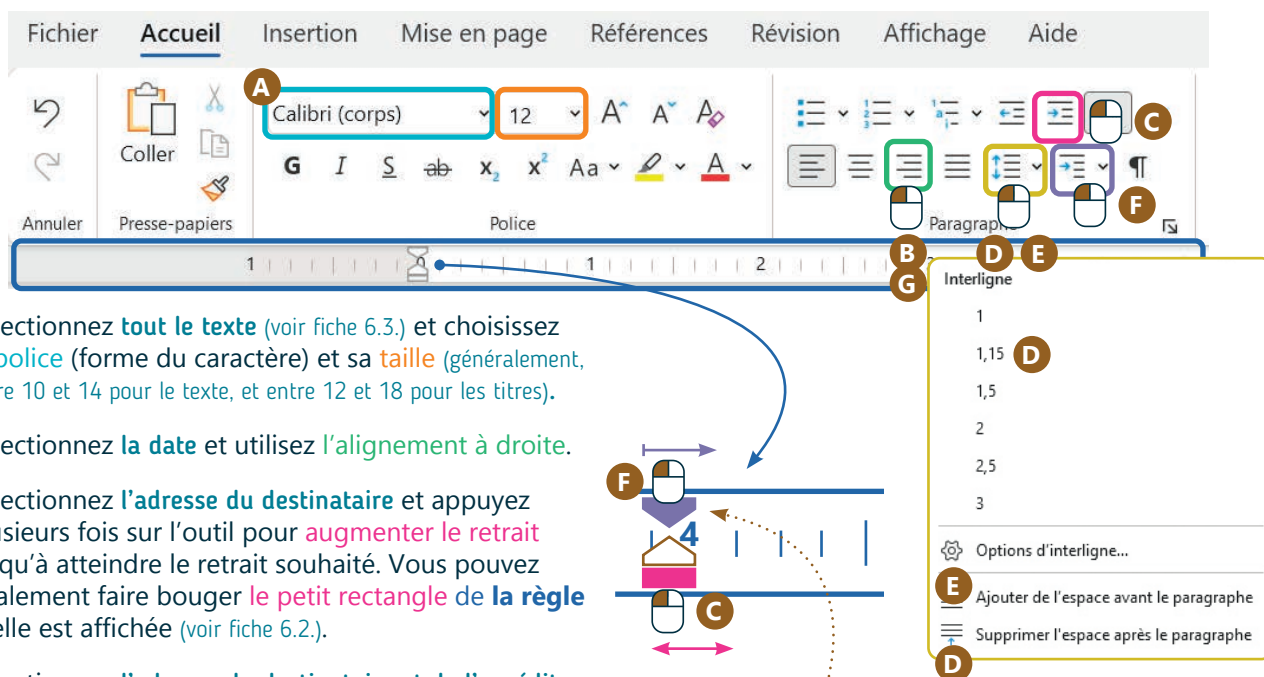 Fichier Accueil Insertion Mise en page Références Révision Affichage Aide
A
Calibri (corps) 12 A A A
C
Coller
G I S ab x₂ x² Aa A ¶
F
Annuler Presse-papiers Police Paragraphe
1 0 1 2
B D E
G
Interligne
1
1,15 D
1,5
2
2,5
3
Options d'interligne...
E
Ajouter de l'espace avant le paragraphe
Supprimer l'espace après le paragraphe
D
ectionnez tout le texte (voir fiche 6.3.) et choisissez
police (forme du caractère) et sa taille (généralement,
re 10 et 14 pour le texte, et entre 12 et 18 pour les titres).
ectionnez la date et utilisez l'alignement à droite.
ectionnez l'adresse du destinataire et appuyez
usieurs fois sur l'outil pour augmenter le retrait
qu'à atteindre le retrait souhaité. Vous pouvez
alement faire bouger le petit rectangle de la règle
elle est affichée (voir fiche 6.2.).
F
4
C